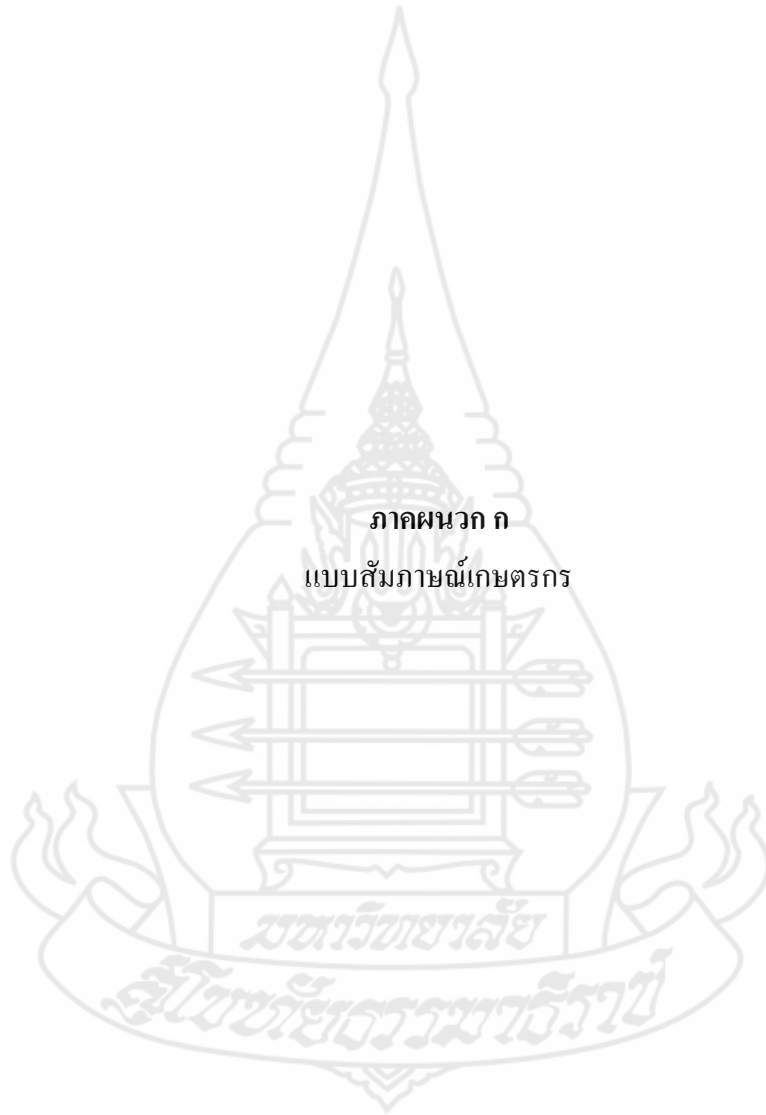 ภาคผนวก ก
แบบสัมภาษณ์เกษตรกร
มหาวิทยาลัย
สุโขทัยธรรมาธิราช